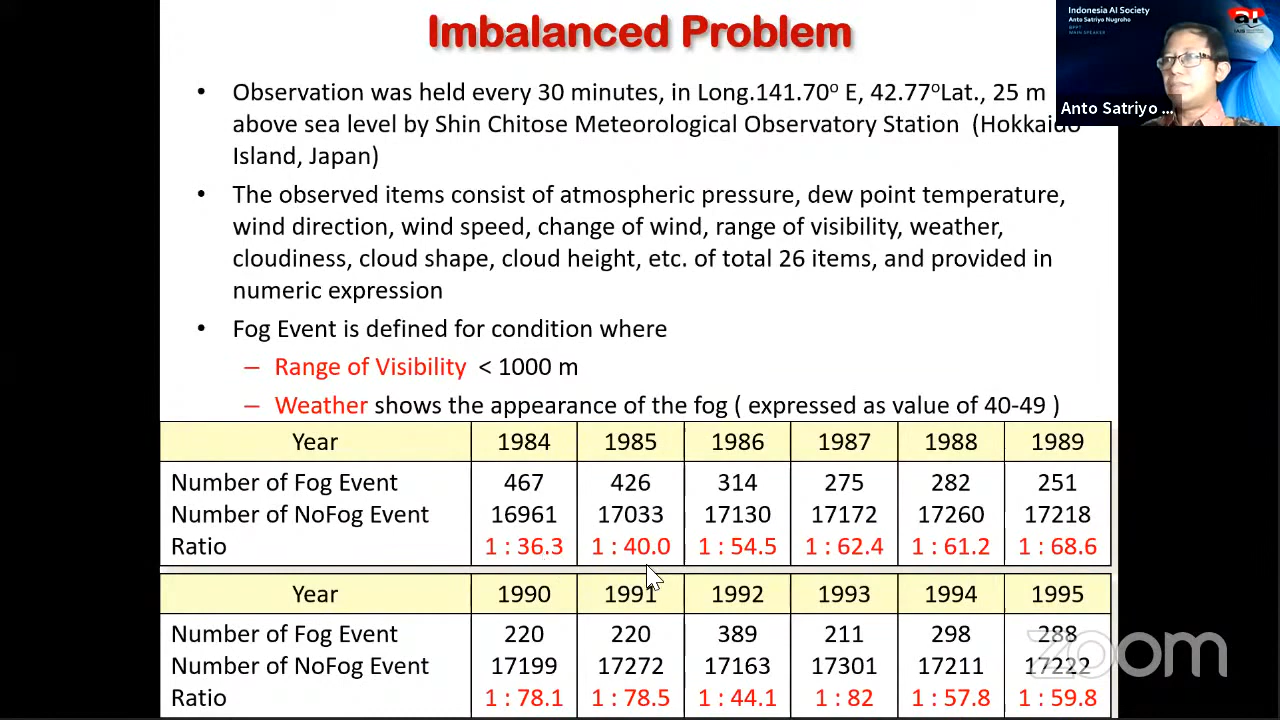 Imbalanced Problem
Indonesia AI Society
Anto Satriyo Nugroho
BPPT
MAIN SPEAKER
ai
IAIS
Anto Satriyo ...
• Observation was held every 30 minutes, in Long.141.70° E, 42.77°Lat., 25 m
above sea level by Shin Chitose Meteorological Observatory Station (Hokkaido
Island, Japan)
• The observed items consist of atmospheric pressure, dew point temperature,
wind direction, wind speed, change of wind, range of visibility, weather,
cloudiness, cloud shape, cloud height, etc. of total 26 items, and provided in
numeric expression
• Fog Event is defined for condition where
– Range of Visibility < 1000 m
– Weather shows the appearance of the fog ( expressed as value of 40-49 )
Year 1984 1985 1986 1987 1988 1989
Number of Fog Event 467 426 314 275 282 251
Number of NoFog Event 16961 17033 17130 17172 17260 17218
Ratio 1 : 36.3 1 : 40.0 1 : 54.5 1 : 62.4 1 : 61.2 1 : 68.6
Year 1990 1991 1992 1993 1994 1995
Number of Fog Event 220 220 389 211 298 288
Number of NoFog Event 17199 17272 17163 17301 17211 17222
Ratio 1 : 78.1 1 : 78.5 1 : 44.1 1 : 82 1 : 57.8 1 : 59.8
zoom